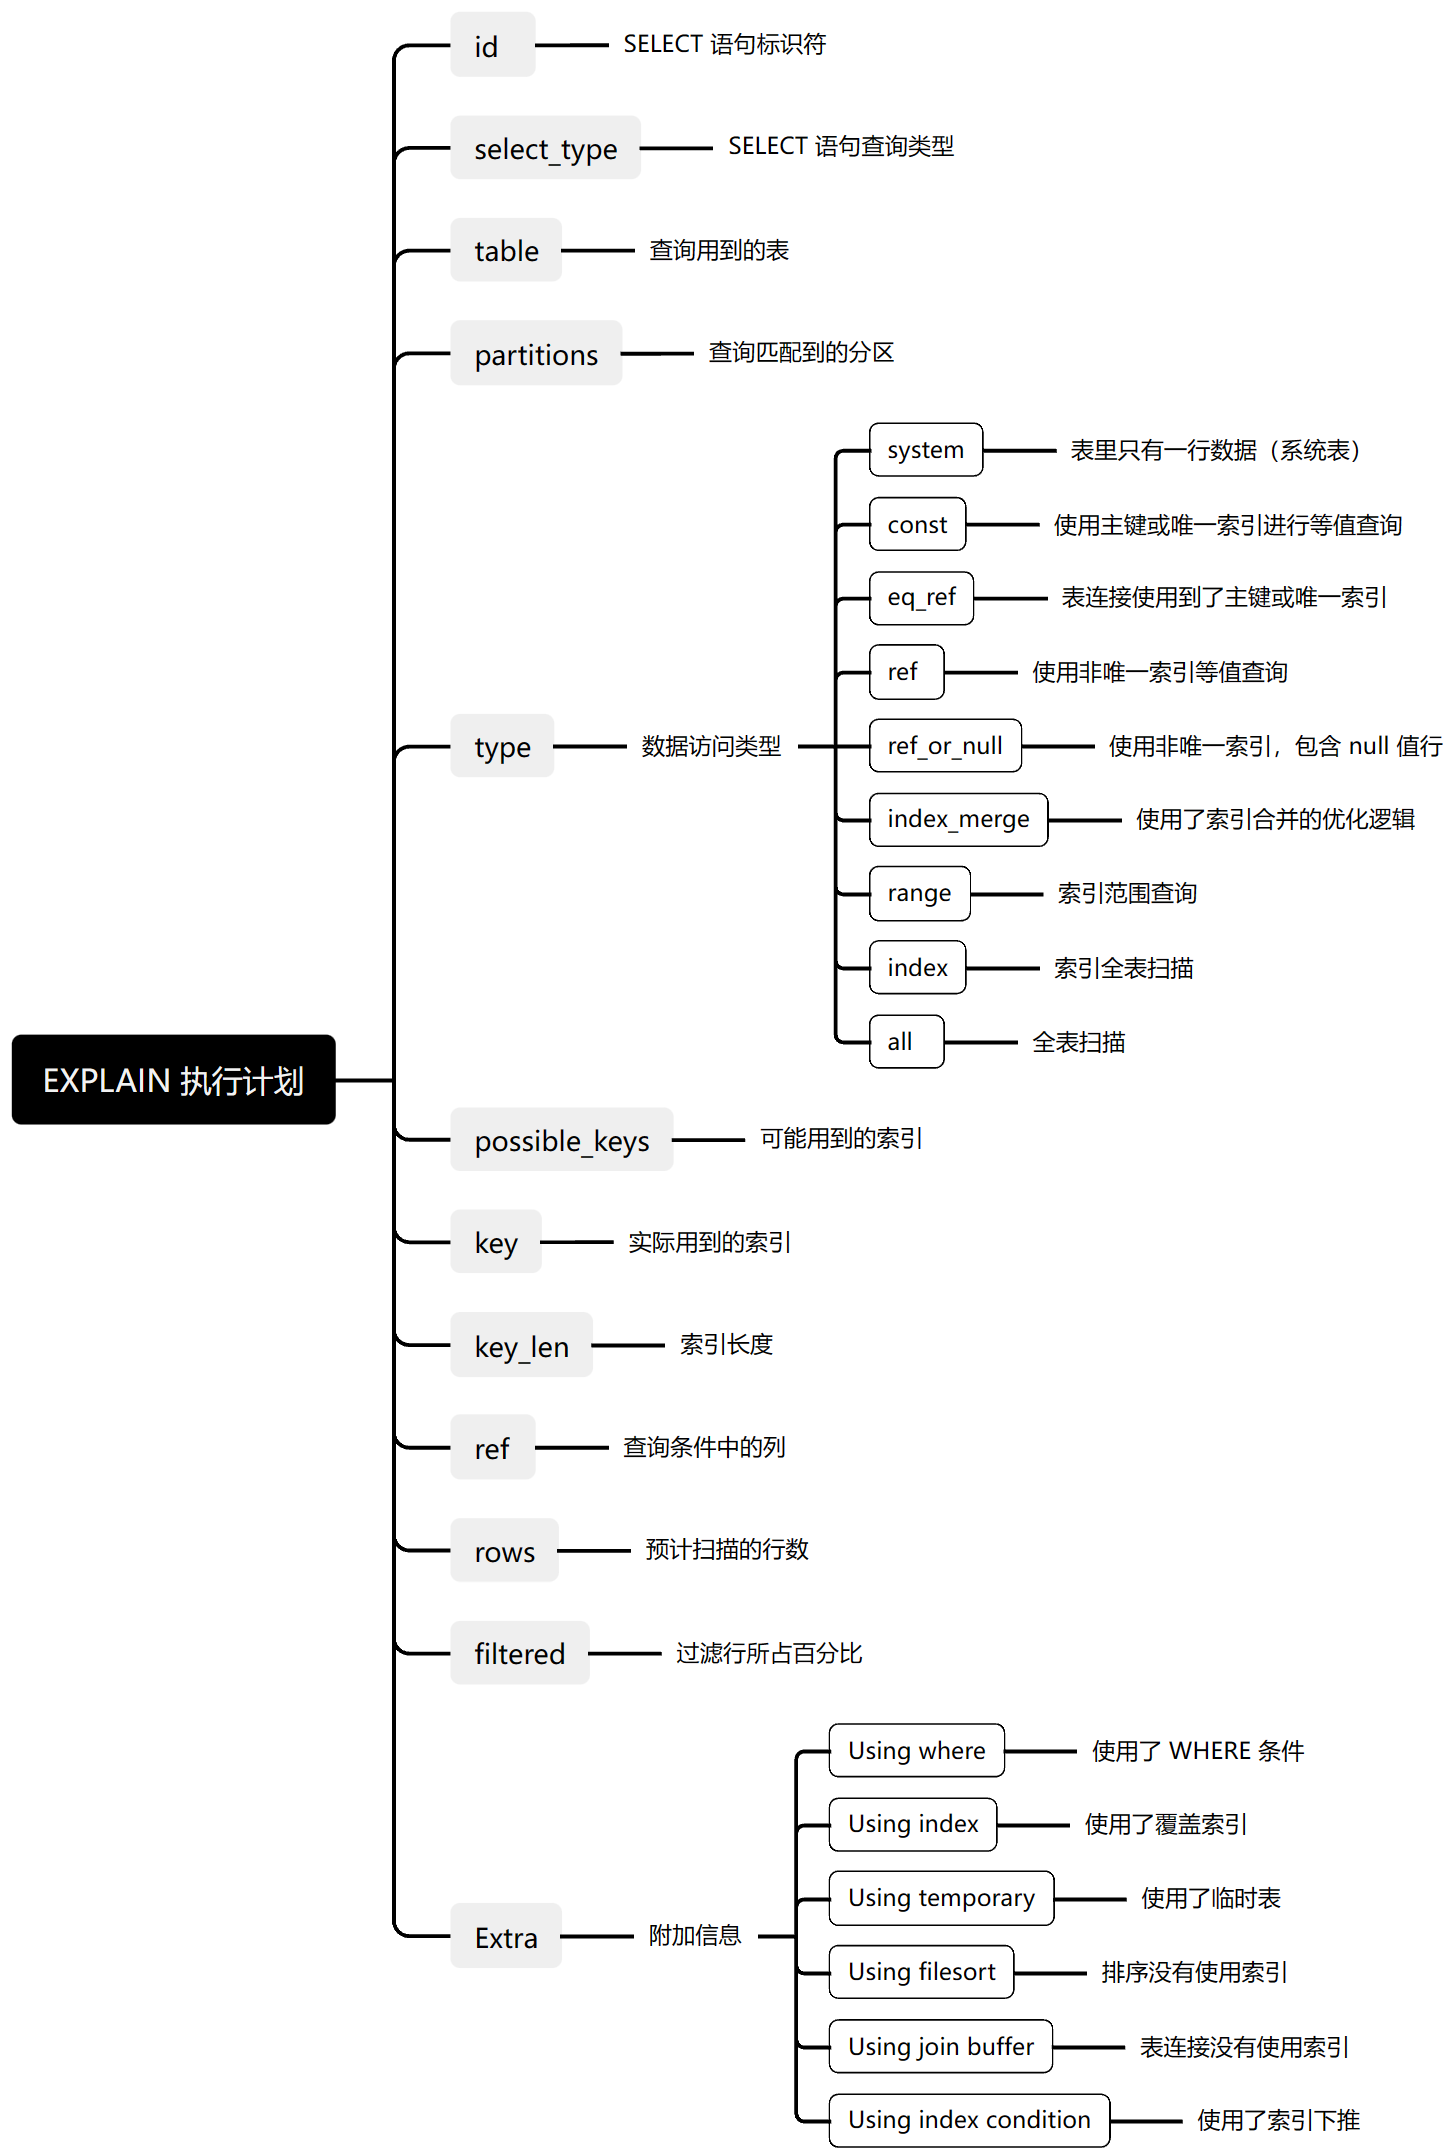 id
SELECT 语句标识符
select_type
SELECT 语句查询类型
table
查询用到的表
partitions
查询匹配到的分区
system
表里只有一行数据（系统表）
const
使用主键或唯一索引进行等值查询
eq_ref
表连接使用到了主键或唯一索引
ref
使用非唯一索引等值查询
type
数据访问类型
ref_or_null
使用非唯一索引，包含 null 值行
index_merge
使用了索引合并的优化逻辑
range
索引范围查询
index
索引全表扫描
all
全表扫描
EXPLAIN 执行计划
possible_keys
可能用到的索引
key
实际用到的索引
key_len
索引长度
ref
查询条件中的列
rows
预计扫描的行数
filtered
过滤行所占百分比
Using where
使用了 WHERE 条件
Using index
使用了覆盖索引
Using temporary
使用了临时表
Extra
附加信息
Using filesort
排序没有使用索引
Using join buffer
表连接没有使用索引
Using index condition
使用了索引下推